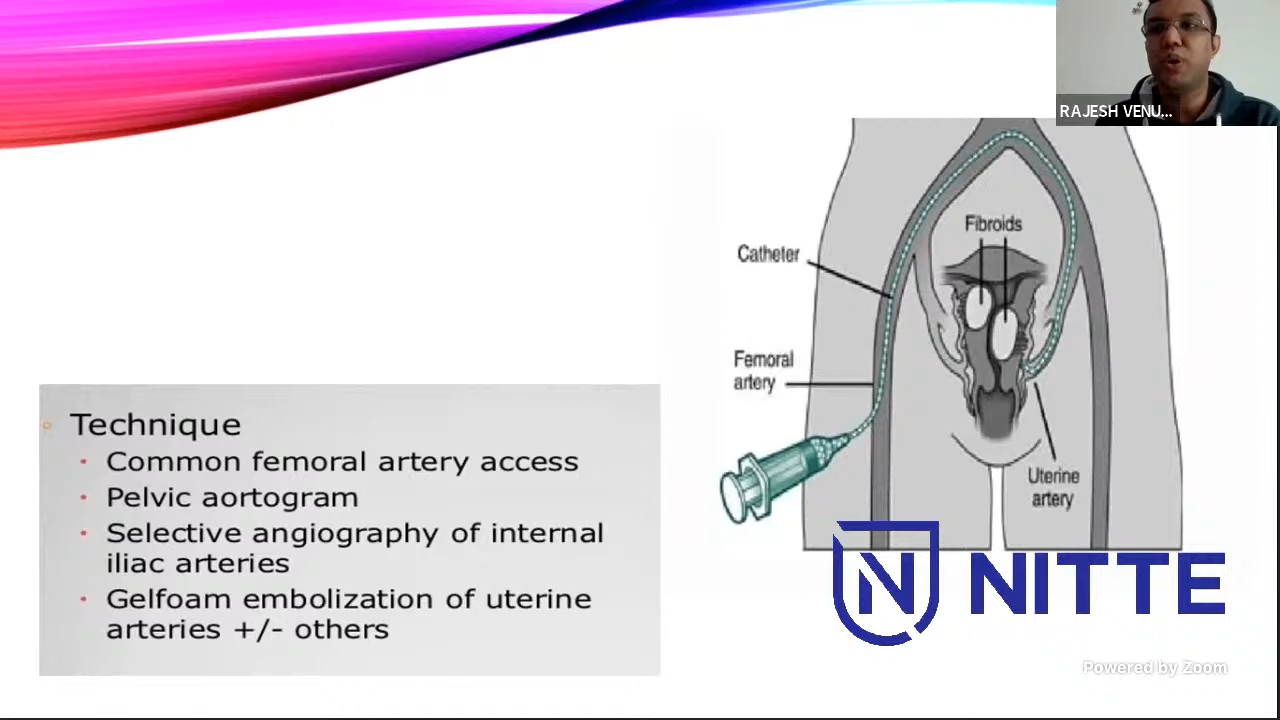 RAJESH VENU...
Fibroids
Catheter
Femoral
artery
Uterine
artery
Technique
Common femoral artery access
Pelvic aortogram
Selective angiography of internal
iliac arteries
Gelfoam embolization of uterine
arteries +/- others
N NITTE
Powered by Zoom